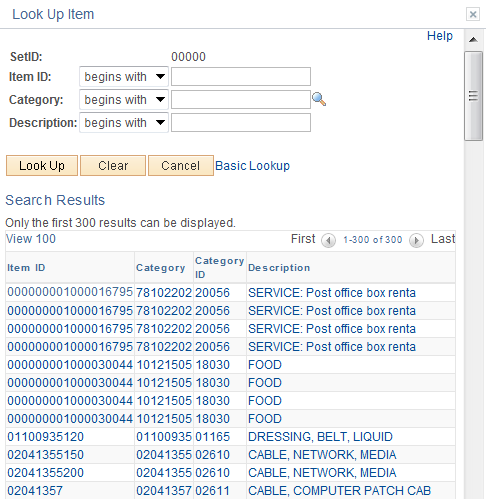 Look Up Item
Help
SetID: 00000
Item ID: begins with
Category: begins with
Description: begins with
Look Up Clear Cancel Basic Lookup
Search Results
Only the first 300 results can be displayed.
View 100 First 1-300 of 300 Last
Item ID Category Category ID Description
000000001000016795 78102202 20056 SERVICE: Post office box renta
000000001000016795 78102202 20056 SERVICE: Post office box renta
000000001000016795 78102202 20056 SERVICE: Post office box renta
000000001000016795 78102202 20056 SERVICE: Post office box renta
000000001000030044 10121505 18030 FOOD
000000001000030044 10121505 18030 FOOD
000000001000030044 10121505 18030 FOOD
000000001000030044 10121505 18030 FOOD
01100935120 01100935 01165 DRESSING, BELT, LIQUID
02041355150 02041355 02610 CABLE, NETWORK, MEDIA
02041355200 02041355 02610 CABLE, NETWORK, MEDIA
02041357 02041357 02611 CABLE, COMPUTER PATCH CAB